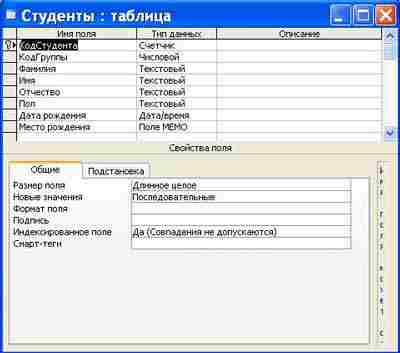 Студенты : таблица
Имя поля Тип данных Описание
КодСтудента Счетчик
КодГруппы Числовой
Фамилия Текстовый
Имя Текстовый
Отчество Текстовый
Пол Текстовый
Дата рождения Дата/время
Место рождения Поле МЕМО
Свойства поля
Общие Подстановка
Размер поля Длинное целое
Новые значения Последовательные
Формат поля
Подпись
Индексированное поле Да (Совпадения не допускаются)
Смарт-теги